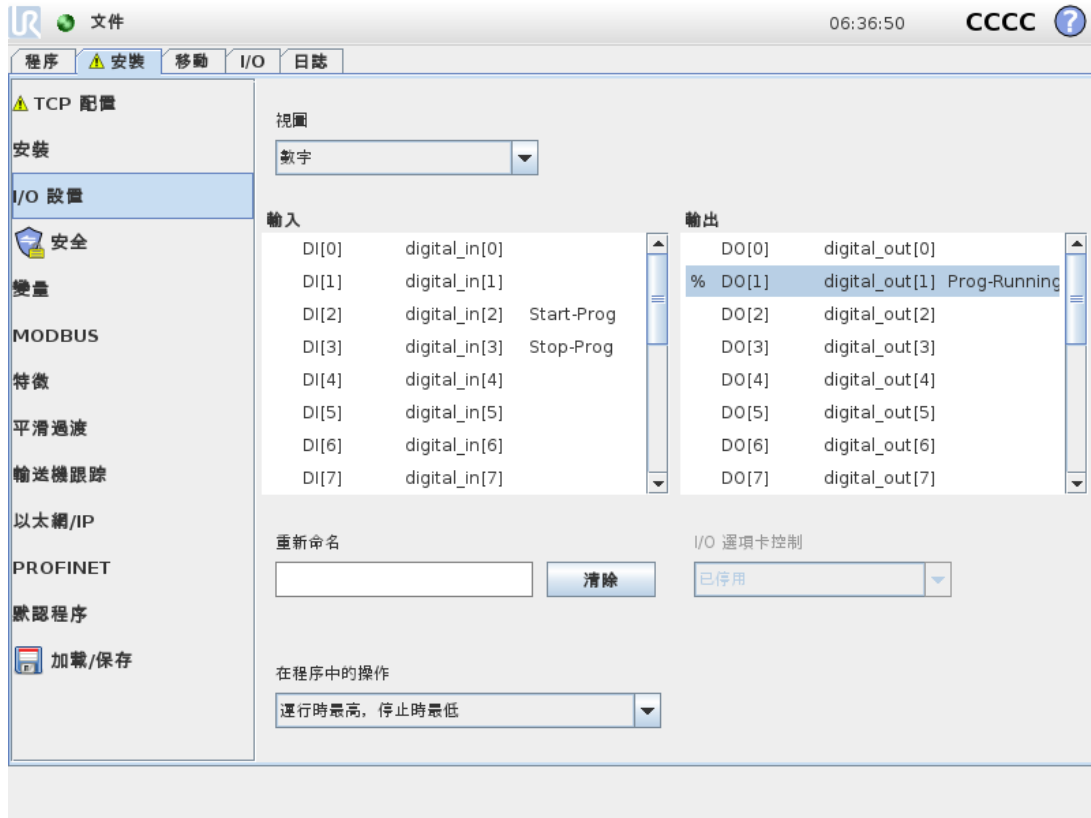 UR 文件 06:36:50 CCCC ?
程序 安裝 移動 I/O 日誌
TCP 配置
安裝
I/O 設置
安全
變量
MODBUS
特徵
平滑過渡
輸送機跟踪
以太網/IP
PROFINET
默認程序
加載/保存
視圖
數字
輸入
DI[0] digital_in[0]
DI[1] digital_in[1]
DI[2] digital_in[2] Start-Prog
DI[3] digital_in[3] Stop-Prog
DI[4] digital_in[4]
DI[5] digital_in[5]
DI[6] digital_in[6]
DI[7] digital_in[7]
輸出
DO[0] digital_out[0]
% DO[1] digital_out[1] Prog-Running
DO[2] digital_out[2]
DO[3] digital_out[3]
DO[4] digital_out[4]
DO[5] digital_out[5]
DO[6] digital_out[6]
DO[7] digital_out[7]
重新命名
清除
I/O 選項卡控制
已停用
在程序中的操作
運行時最高，停止時最低